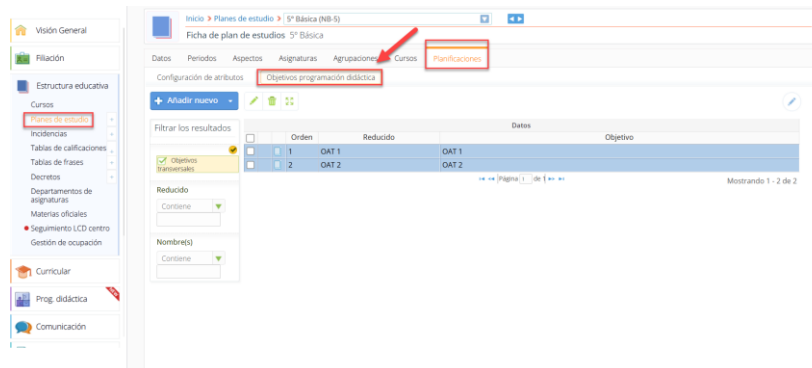 Visión General
Filiación
Estructura educativa
Cursos
Planes de estudio
Incidencias
Tablas de calificaciones
Tablas de frases
Decretos
Departamentos de
asignaturas
Materias oficiales
Seguimiento LCD centro
Gestión de ocupación
Curricular
Prog. didáctica
Comunicación
Inicio > Planes de estudio > 5º Básica (NB-5)
Ficha de plan de estudios 5º Básica
Datos Periodos Aspectos Asignaturas Agrupaciones Cursos Planificaciones
Configuración de atributos Objetivos programación didáctica
+ Añadir nuevo
Filtrar los resultados
Objetivos
transversales
Reducido
Contiene
Nombre(s)
Contiene
Datos
Orden Reducido Objetivo
1 OAT 1 OAT 1
2 OAT 2 OAT 2
Página 1 de 1
Mostrando 1 - 2 de 2